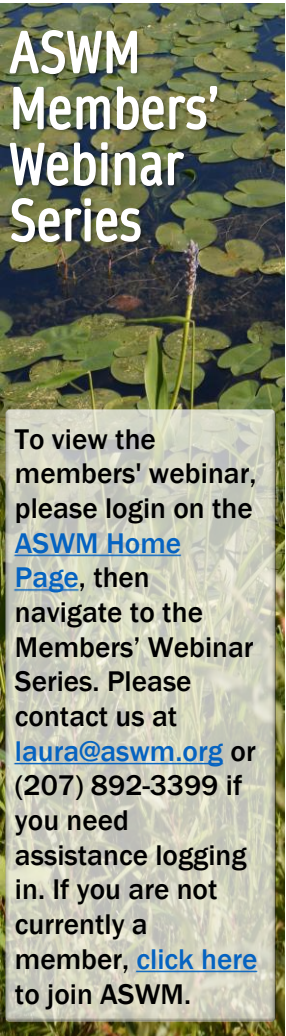 ASWM
Members’
Webinar
Series
To view the
members' webinar,
please login on the
ASWM Home
Page, then
navigate to the
Members’ Webinar
Series. Please
contact us at
laura@aswm.org or
(207) 892-3399 if
you need
assistance logging
in. If you are not
currently a
member, click here
to join ASWM.